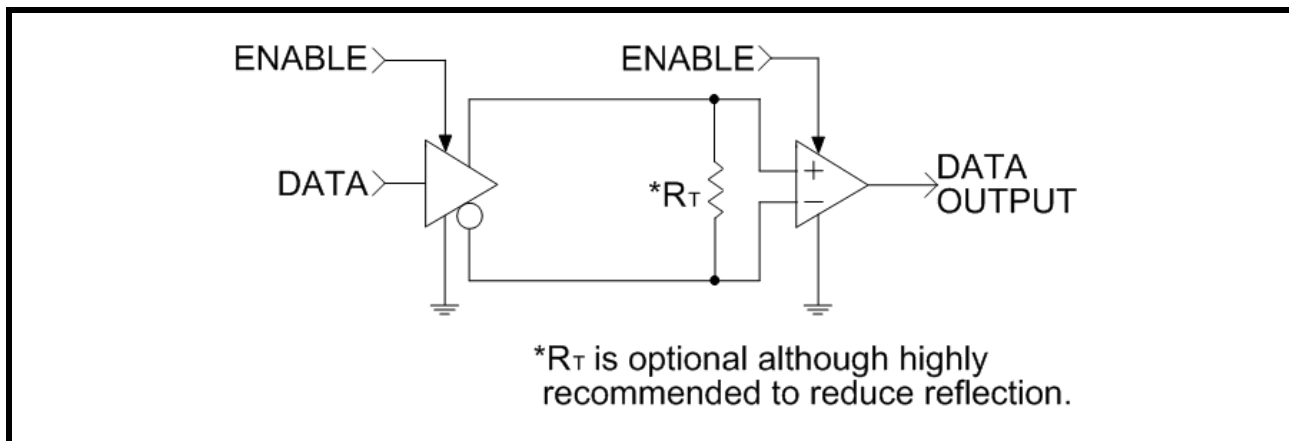 ENABLE
ENABLE
DATA
*RT
+
−
DATA
OUTPUT
*RT is optional although highly
recommended to reduce reflection.